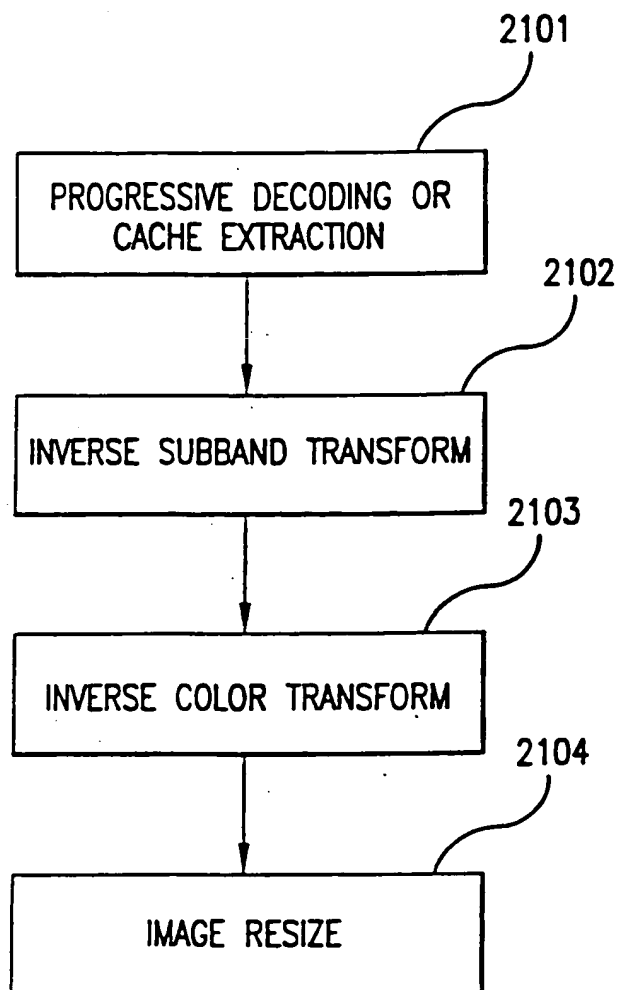 2101
PROGRESSIVE DECODING OR
CACHE EXTRACTION
2102
INVERSE SUBBAND TRANSFORM
2103
INVERSE COLOR TRANSFORM
2104
IMAGE RESIZE